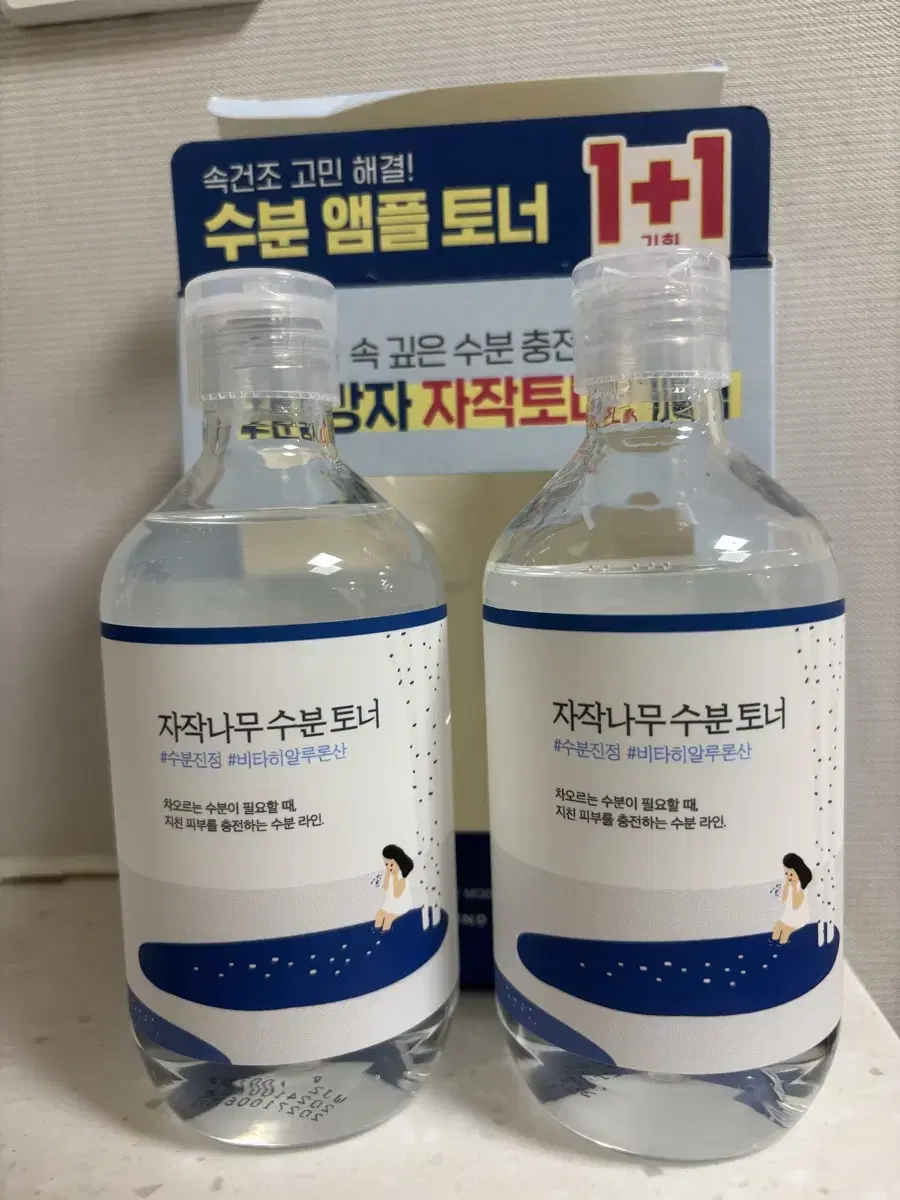 속건조 고민 해결!
수분 앰플 토너
1+1
기획
속 깊은 수분 충전
자작토너
자작나무 수분 토너
#수분진정 #비타히알루론산
차오르는 수분이 필요할 때,
지친 피부를 충전하는 수분 라인.
자작나무 수분 토너
#수분진정 #비타히알루론산
차오르는 수분이 필요할 때,
지친 피부를 충전하는 수분 라인.